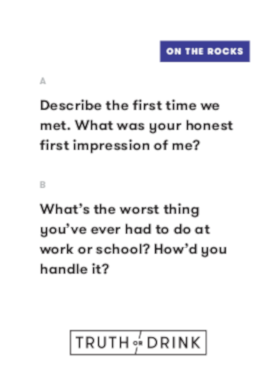 ON THE ROCKS
A
Describe the first time we
met. What was your honest
first impression of me?
B
What's the worst thing
you've ever had to do at
work or school? How'd you
handle it?
TRUTH OR DRINK